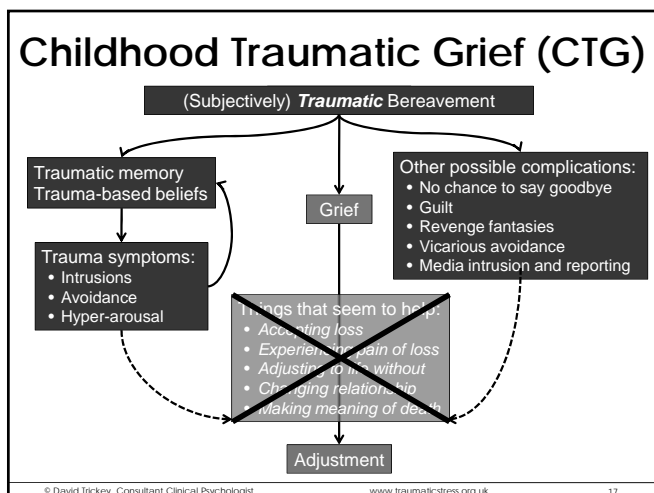 Childhood Traumatic Grief (CTG)
(Subjectively) Traumatic Bereavement
Traumatic memory
Trauma-based beliefs
Trauma symptoms:
• Intrusions
• Avoidance
• Hyper-arousal
Grief
Other possible complications:
• No chance to say goodbye
• Guilt
• Revenge fantasies
• Vicarious avoidance
• Media intrusion and reporting
Things that seem to help:
• Accepting loss
• Experiencing pain of loss
• Adjusting to life without
• Changing relationship
• Making meaning of death
Adjustment
© David Trickey, Consultant Clinical Psychologist
www.traumaticstress.org.uk
17